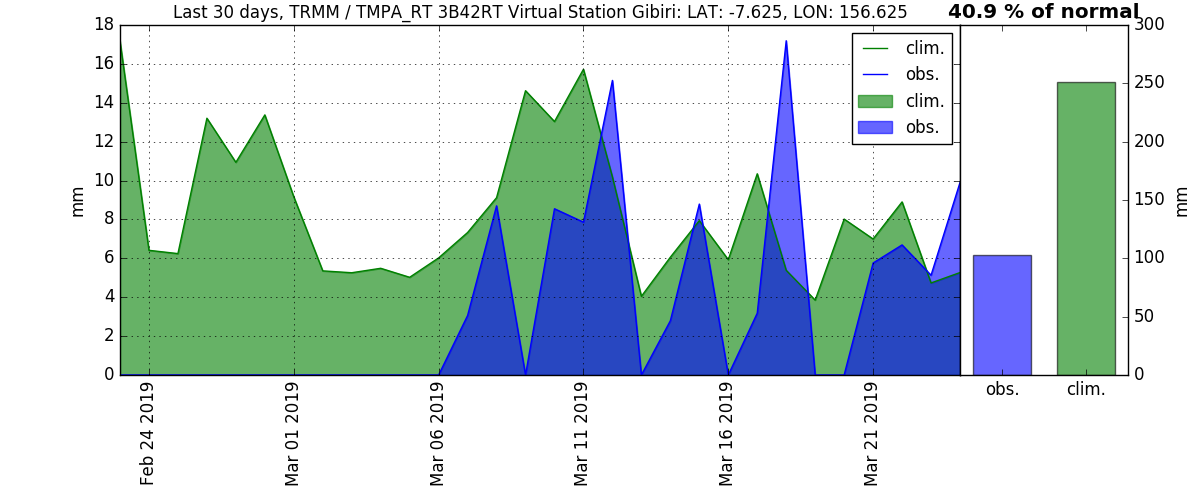 Last 30 days, TRMM / TMPA_RT 3B42RT Virtual Station Gibiri: LAT: -7.625, LON: 156.625
40.9 % of normal
18
16
14
12
10
8
6
4
2
0
mm
clim.
obs.
clim.
obs.
Feb 24 2019
Mar 01 2019
Mar 06 2019
Mar 11 2019
Mar 16 2019
Mar 21 2019
300
250
200
150
100
50
0
mm
obs.
clim.